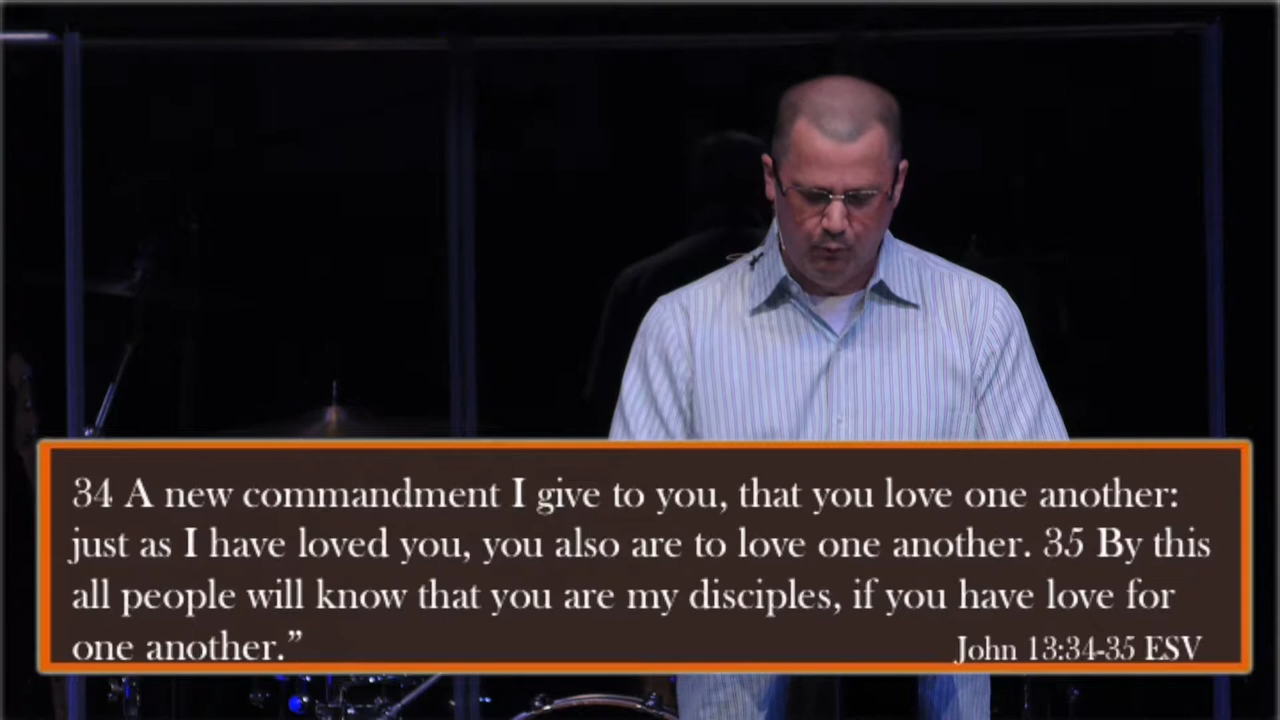 34 A new commandment I give to you, that you love one another:
just as I have loved you, you also are to love one another. 35 By this
all people will know that you are my disciples, if you have love for
one another.”
John 13:34-35 ESV